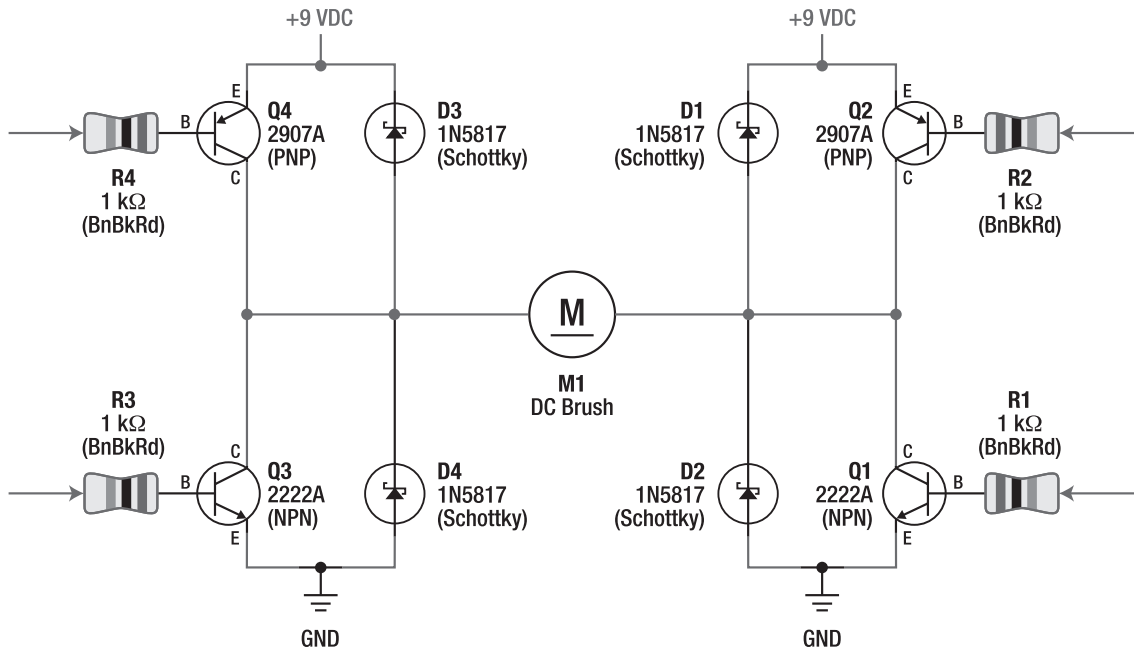 +9 VDC
+9 VDC
E
B
C
Q4
2907A
(PNP)
D3
1N5817
(Schottky)
D1
1N5817
(Schottky)
Q2
2907A
(PNP)
E
B
C
R4
1 kΩ
(BnBkRd)
R2
1 kΩ
(BnBkRd)
M
M1
DC Brush
R3
1 kΩ
(BnBkRd)
R1
1 kΩ
(BnBkRd)
C
B
E
Q3
2222A
(NPN)
D4
1N5817
(Schottky)
D2
1N5817
(Schottky)
Q1
2222A
(NPN)
C
B
E
GND
GND